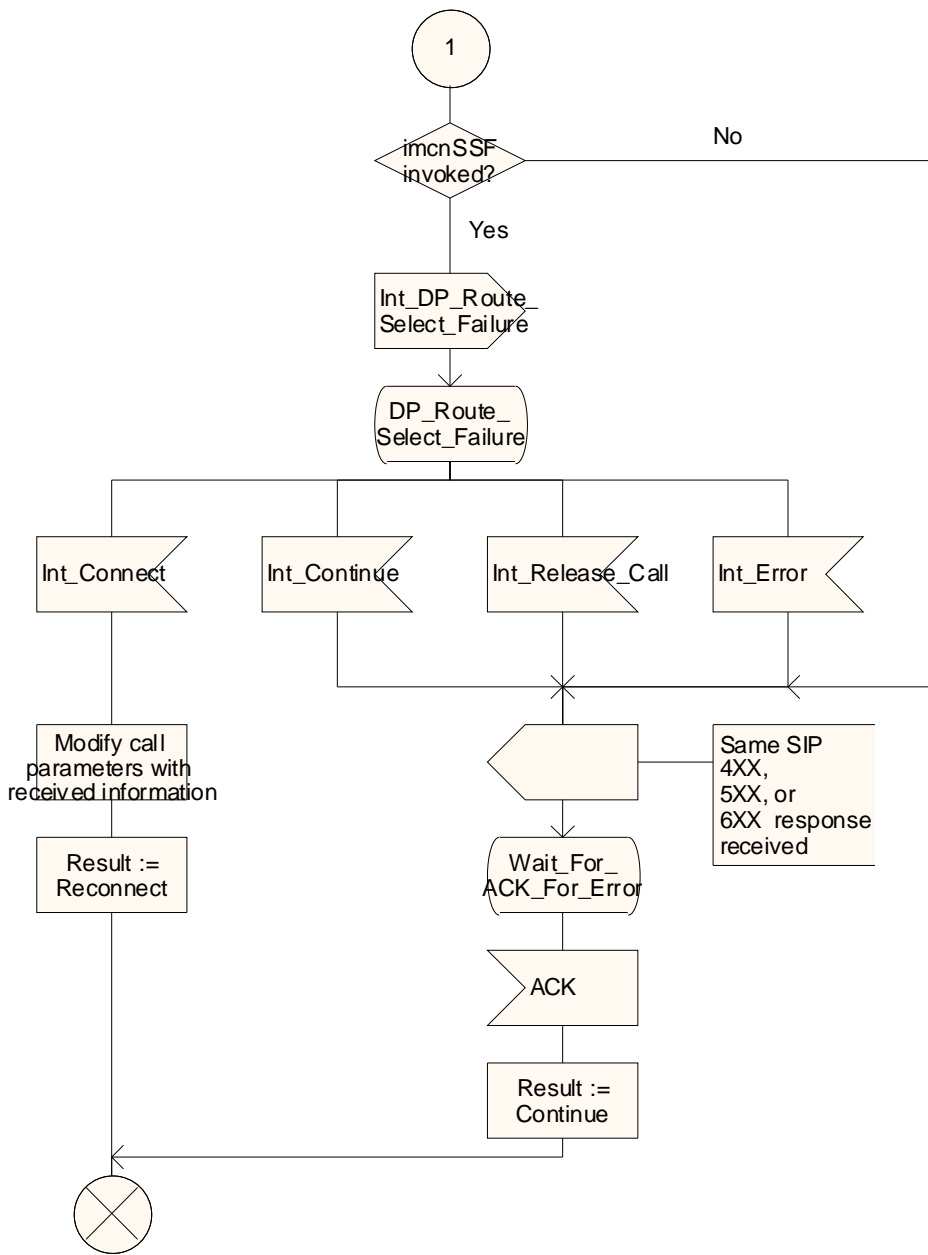 1
imcnSSF
invoked?
No
Yes
Int_DP_Route_
Select_Failure
DP_Route_
Select_Failure
Int_Connect
Int_Continue
Int_Release_Call
Int_Error
Modify call
parameters with
received information
Same SIP
4XX,
5XX, or
6XX response
received
Result :=
Reconnect
Wait_For_
ACK_For_Error
ACK
Result :=
Continue